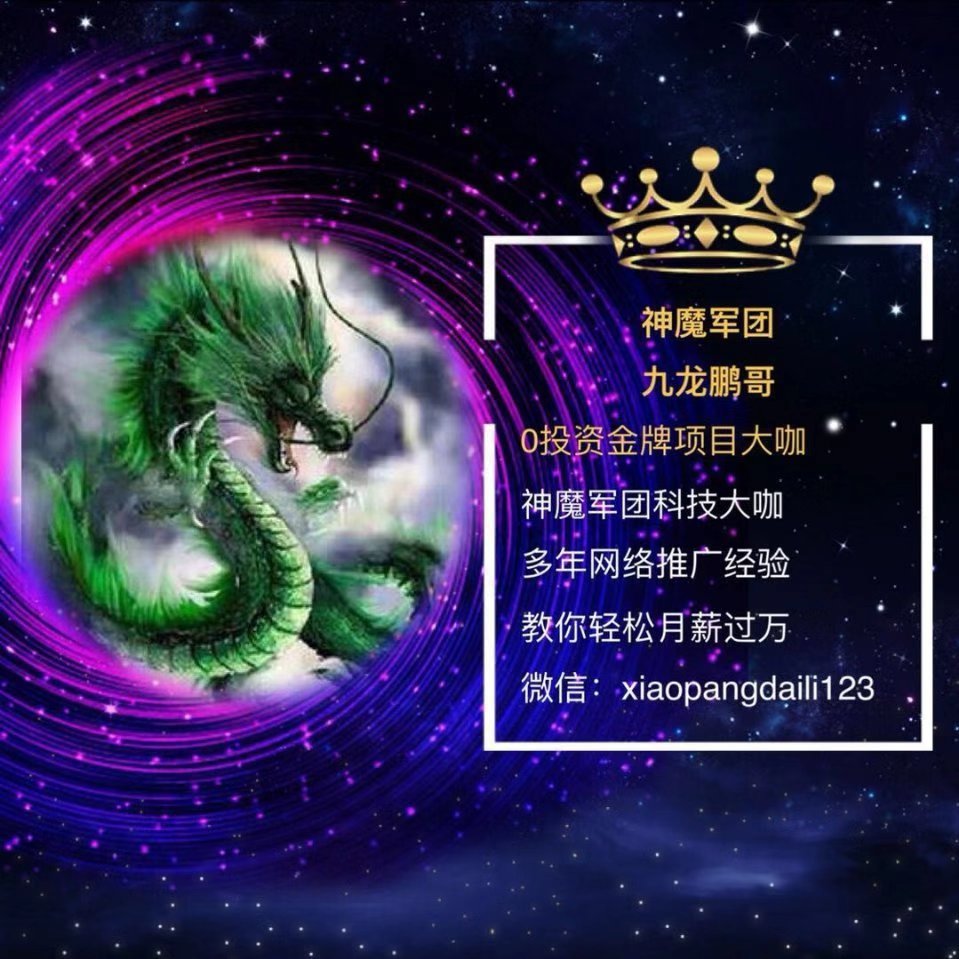 神魔军团
九龙鹏哥
0投资金牌项目大咖
神魔军团科技大咖
多年网络推广经验
教你轻松月薪过万
微信：xiaopangdaili123